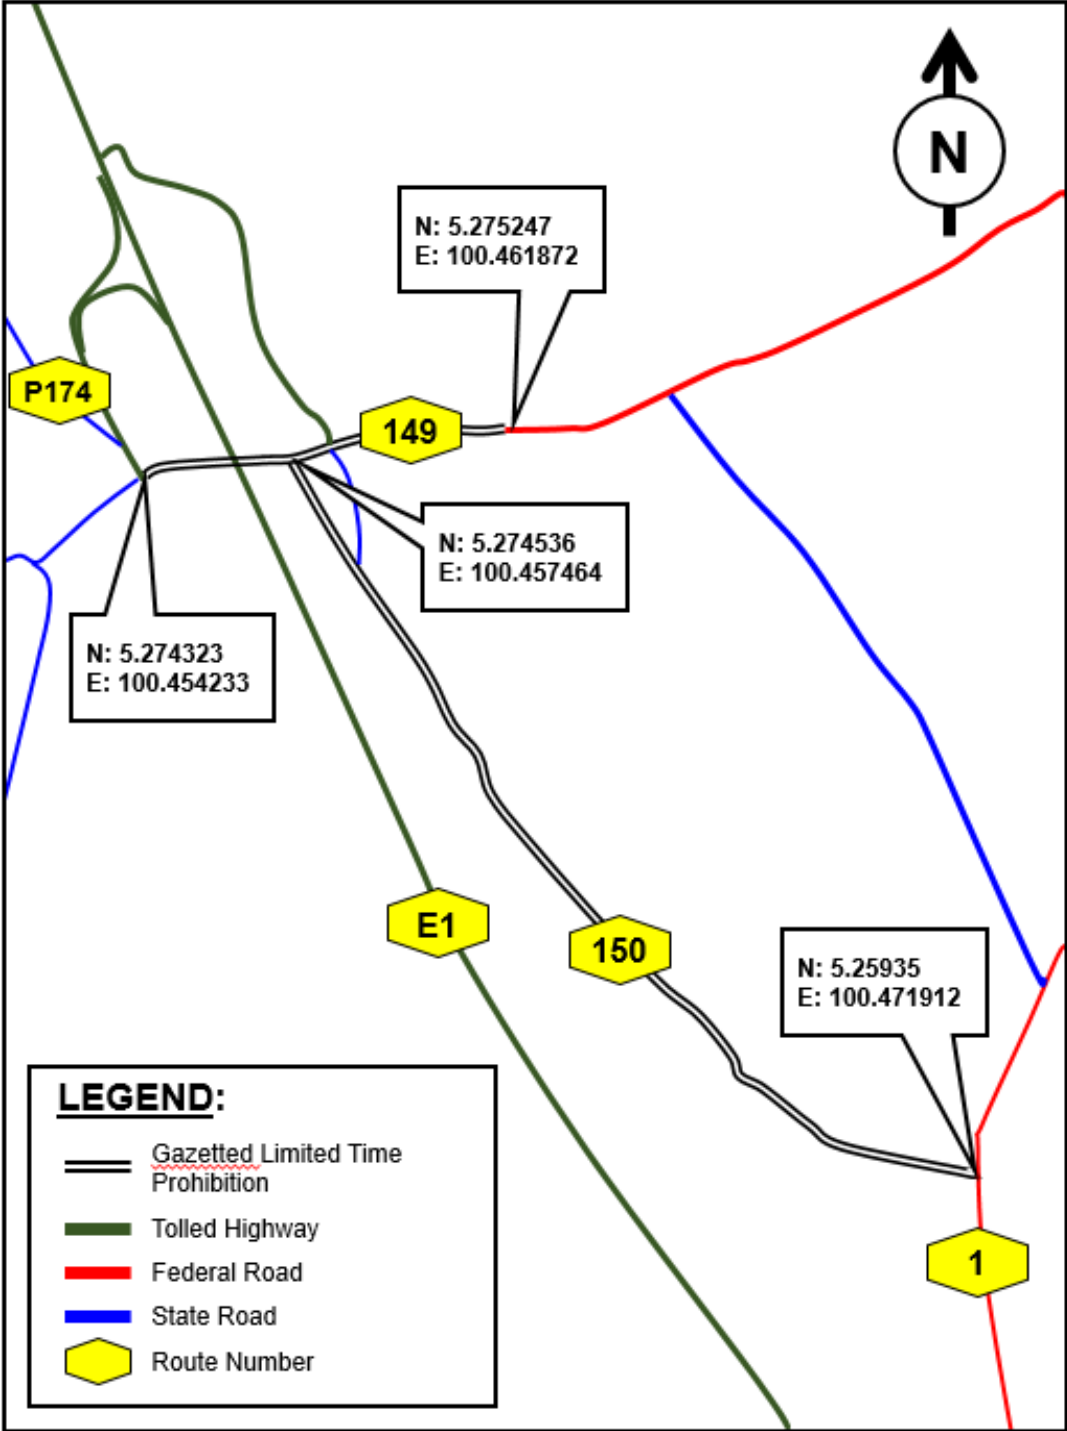 N
N: 5.275247
E: 100.461872
P174
149
N: 5.274536
E: 100.457464
N: 5.274323
E: 100.454233
E1
150
N: 5.25935
E: 100.471912
1
LEGEND:
Gazetted Limited Time
Prohibition
Tolled Highway
Federal Road
State Road
Route Number